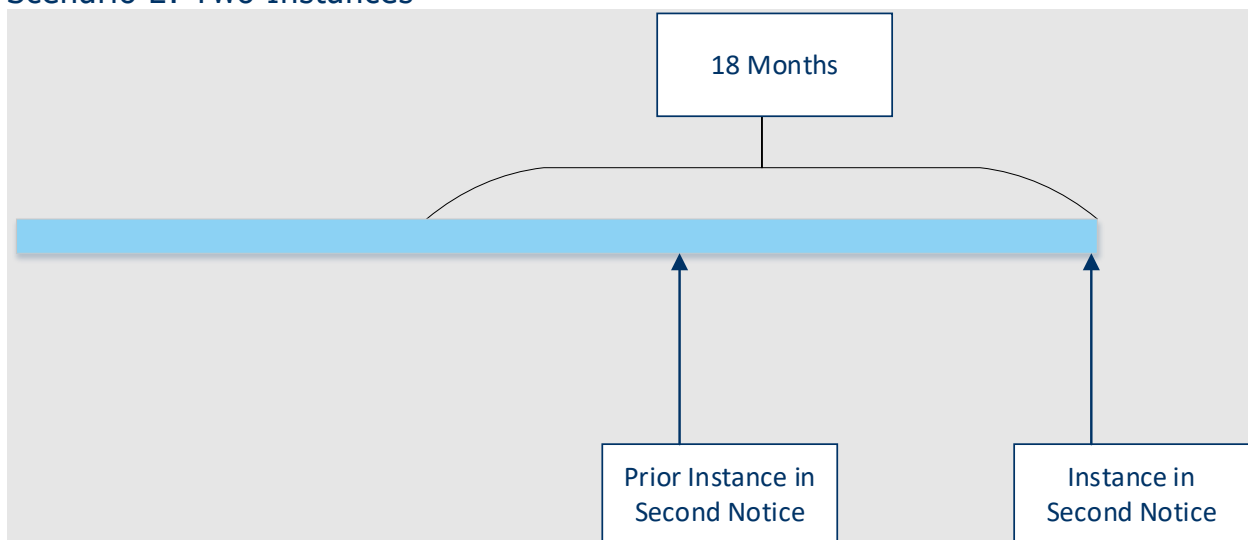 Scenario 2: Two Instances
18 Months
Prior Instance in
Second Notice
Instance in
Second Notice